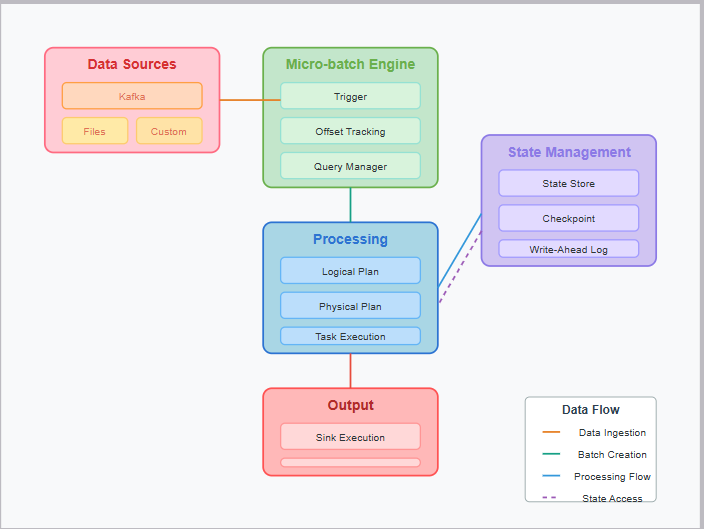 Data Sources
Kafka
Files
Custom
Micro-batch Engine
Trigger
Offset Tracking
Query Manager
State Management
State Store
Checkpoint
Write-Ahead Log
Processing
Logical Plan
Physical Plan
Task Execution
Output
Sink Execution
Data Flow
Data Ingestion
Batch Creation
Processing Flow
State Access